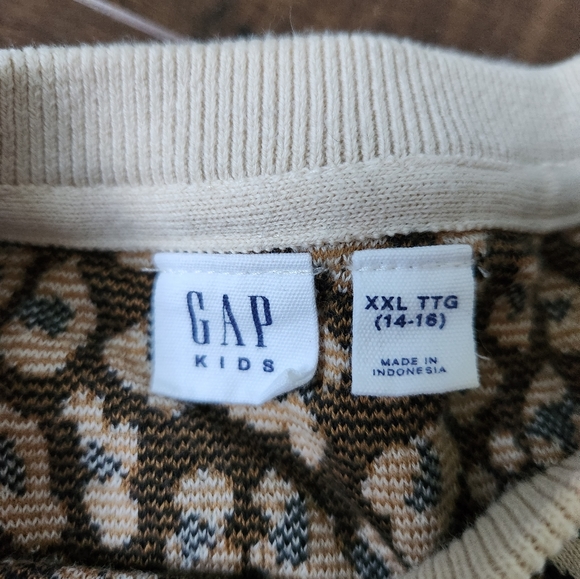 GAP
KIDS
XXL TTG
(14-16)
MADE IN
INDONESIA